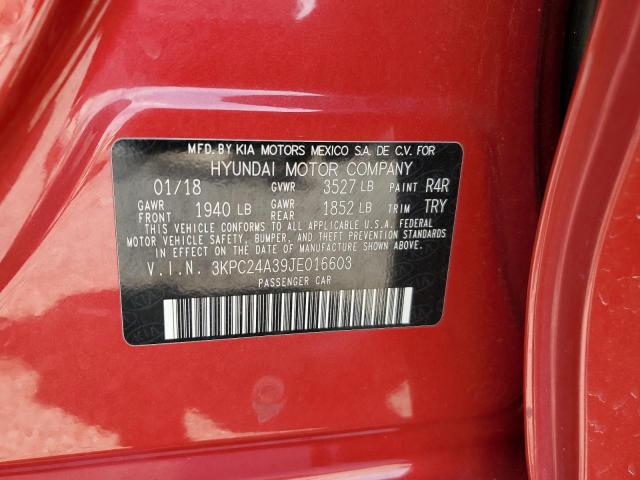 MFD. BY KIA MOTORS MEXICO S.A. DE C.V. FOR
HYUNDAI MOTOR COMPANY
01/18 GVWR 3527 LB PAINT R4R
GAWR FRONT 1940 LB GAWR REAR 1852 LB TRIM TRY
THIS VEHICLE CONFORMS TO ALL APPLICABLE U.S.A. FEDERAL
MOTOR VEHICLE SAFETY, BUMPER, AND THEFT PREVENTION STANDARDS
IN EFFECT ON THE DATE OF MANUFACTURE SHOWN ABOVE.
V.I.N. 3KPC24A39JE016603
PASSENGER CAR